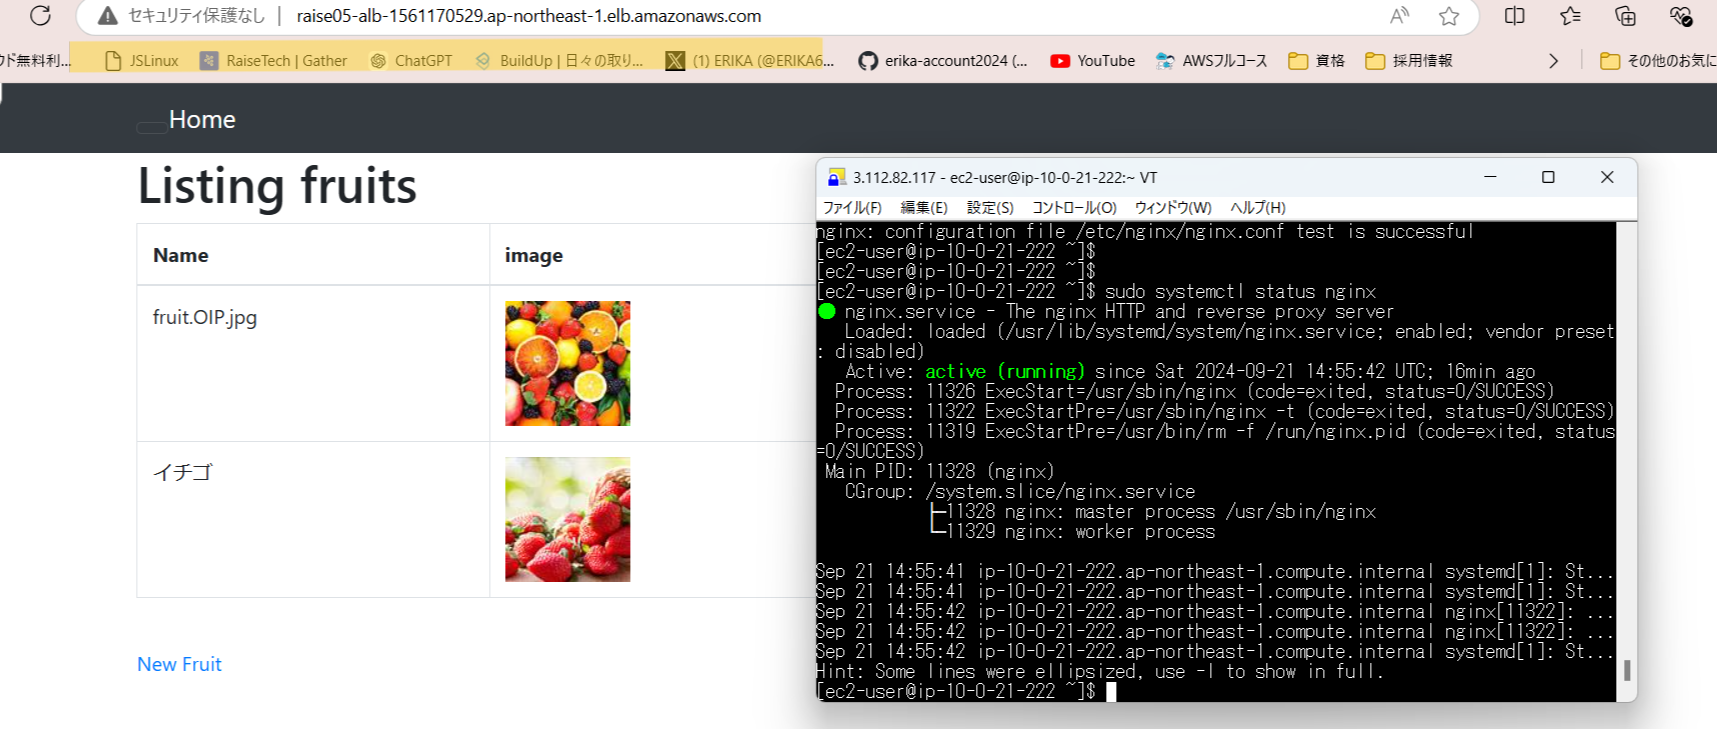 セキュリティ保護なし | raise05-alb-1561170529.ap-northeast-1.elb.amazonaws.com
ド無料利... JSLinux RaiseTech | Gather ChatGPT BuildUp | 日々の取り... (1) ERIKA (@ERIKA6... erika-account2024 (... YouTube AWSフルコース 資格 採用情報 その他のお気に
Home
Listing fruits
Name image
fruit.OIP.jpg
イチゴ
New Fruit
3.112.82.117 - ec2-user@ip-10-0-21-222:~ VT
ファイル(F) 編集(E) 設定(S) コントロール(O) ウィンドウ(W) ヘルプ(H)
nginx: configuration file /etc/nginx/nginx.conf test is successful
[ec2-user@ip-10-0-21-222 ~]$
[ec2-user@ip-10-0-21-222 ~]$
[ec2-user@ip-10-0-21-222 ~]$ sudo systemctl status nginx
● nginx.service - The nginx HTTP and reverse proxy server
Loaded: loaded (/usr/lib/systemd/system/nginx.service; enabled; vendor preset
: disabled)
Active: active (running) since Sat 2024-09-21 14:55:42 UTC; 16min ago
Process: 11326 ExecStart=/usr/sbin/nginx (code=exited, status=0/SUCCESS)
Process: 11322 ExecStartPre=/usr/sbin/nginx -t (code=exited, status=0/SUCCESS)
Process: 11319 ExecStartPre=/usr/bin/rm -f /run/nginx.pid (code=exited, status
=0/SUCCESS)
Main PID: 11328 (nginx)
CGroup: /system.slice/nginx.service
├─11328 nginx: master process /usr/sbin/nginx
└─11329 nginx: worker process
Sep 21 14:55:41 ip-10-0-21-222.ap-northeast-1.compute.internal systemd[1]: St...
Sep 21 14:55:41 ip-10-0-21-222.ap-northeast-1.compute.internal systemd[1]: St...
Sep 21 14:55:42 ip-10-0-21-222.ap-northeast-1.compute.internal nginx[11322]: ...
Sep 21 14:55:42 ip-10-0-21-222.ap-northeast-1.compute.internal nginx[11322]: ...
Sep 21 14:55:42 ip-10-0-21-222.ap-northeast-1.compute.internal systemd[1]: St...
Hint: Some lines were ellipsized, use -l to show in full.
[ec2-user@ip-10-0-21-222 ~]$